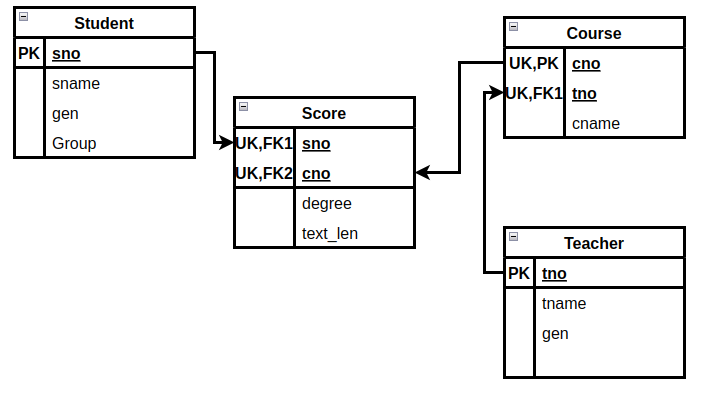 Student
PK sno
sname
gen
Group
Score
UK,FK1 sno
UK,FK2 cno
degree
text_len
Course
UK,PK cno
UK,FK1 tno
cname
Teacher
PK tno
tname
gen